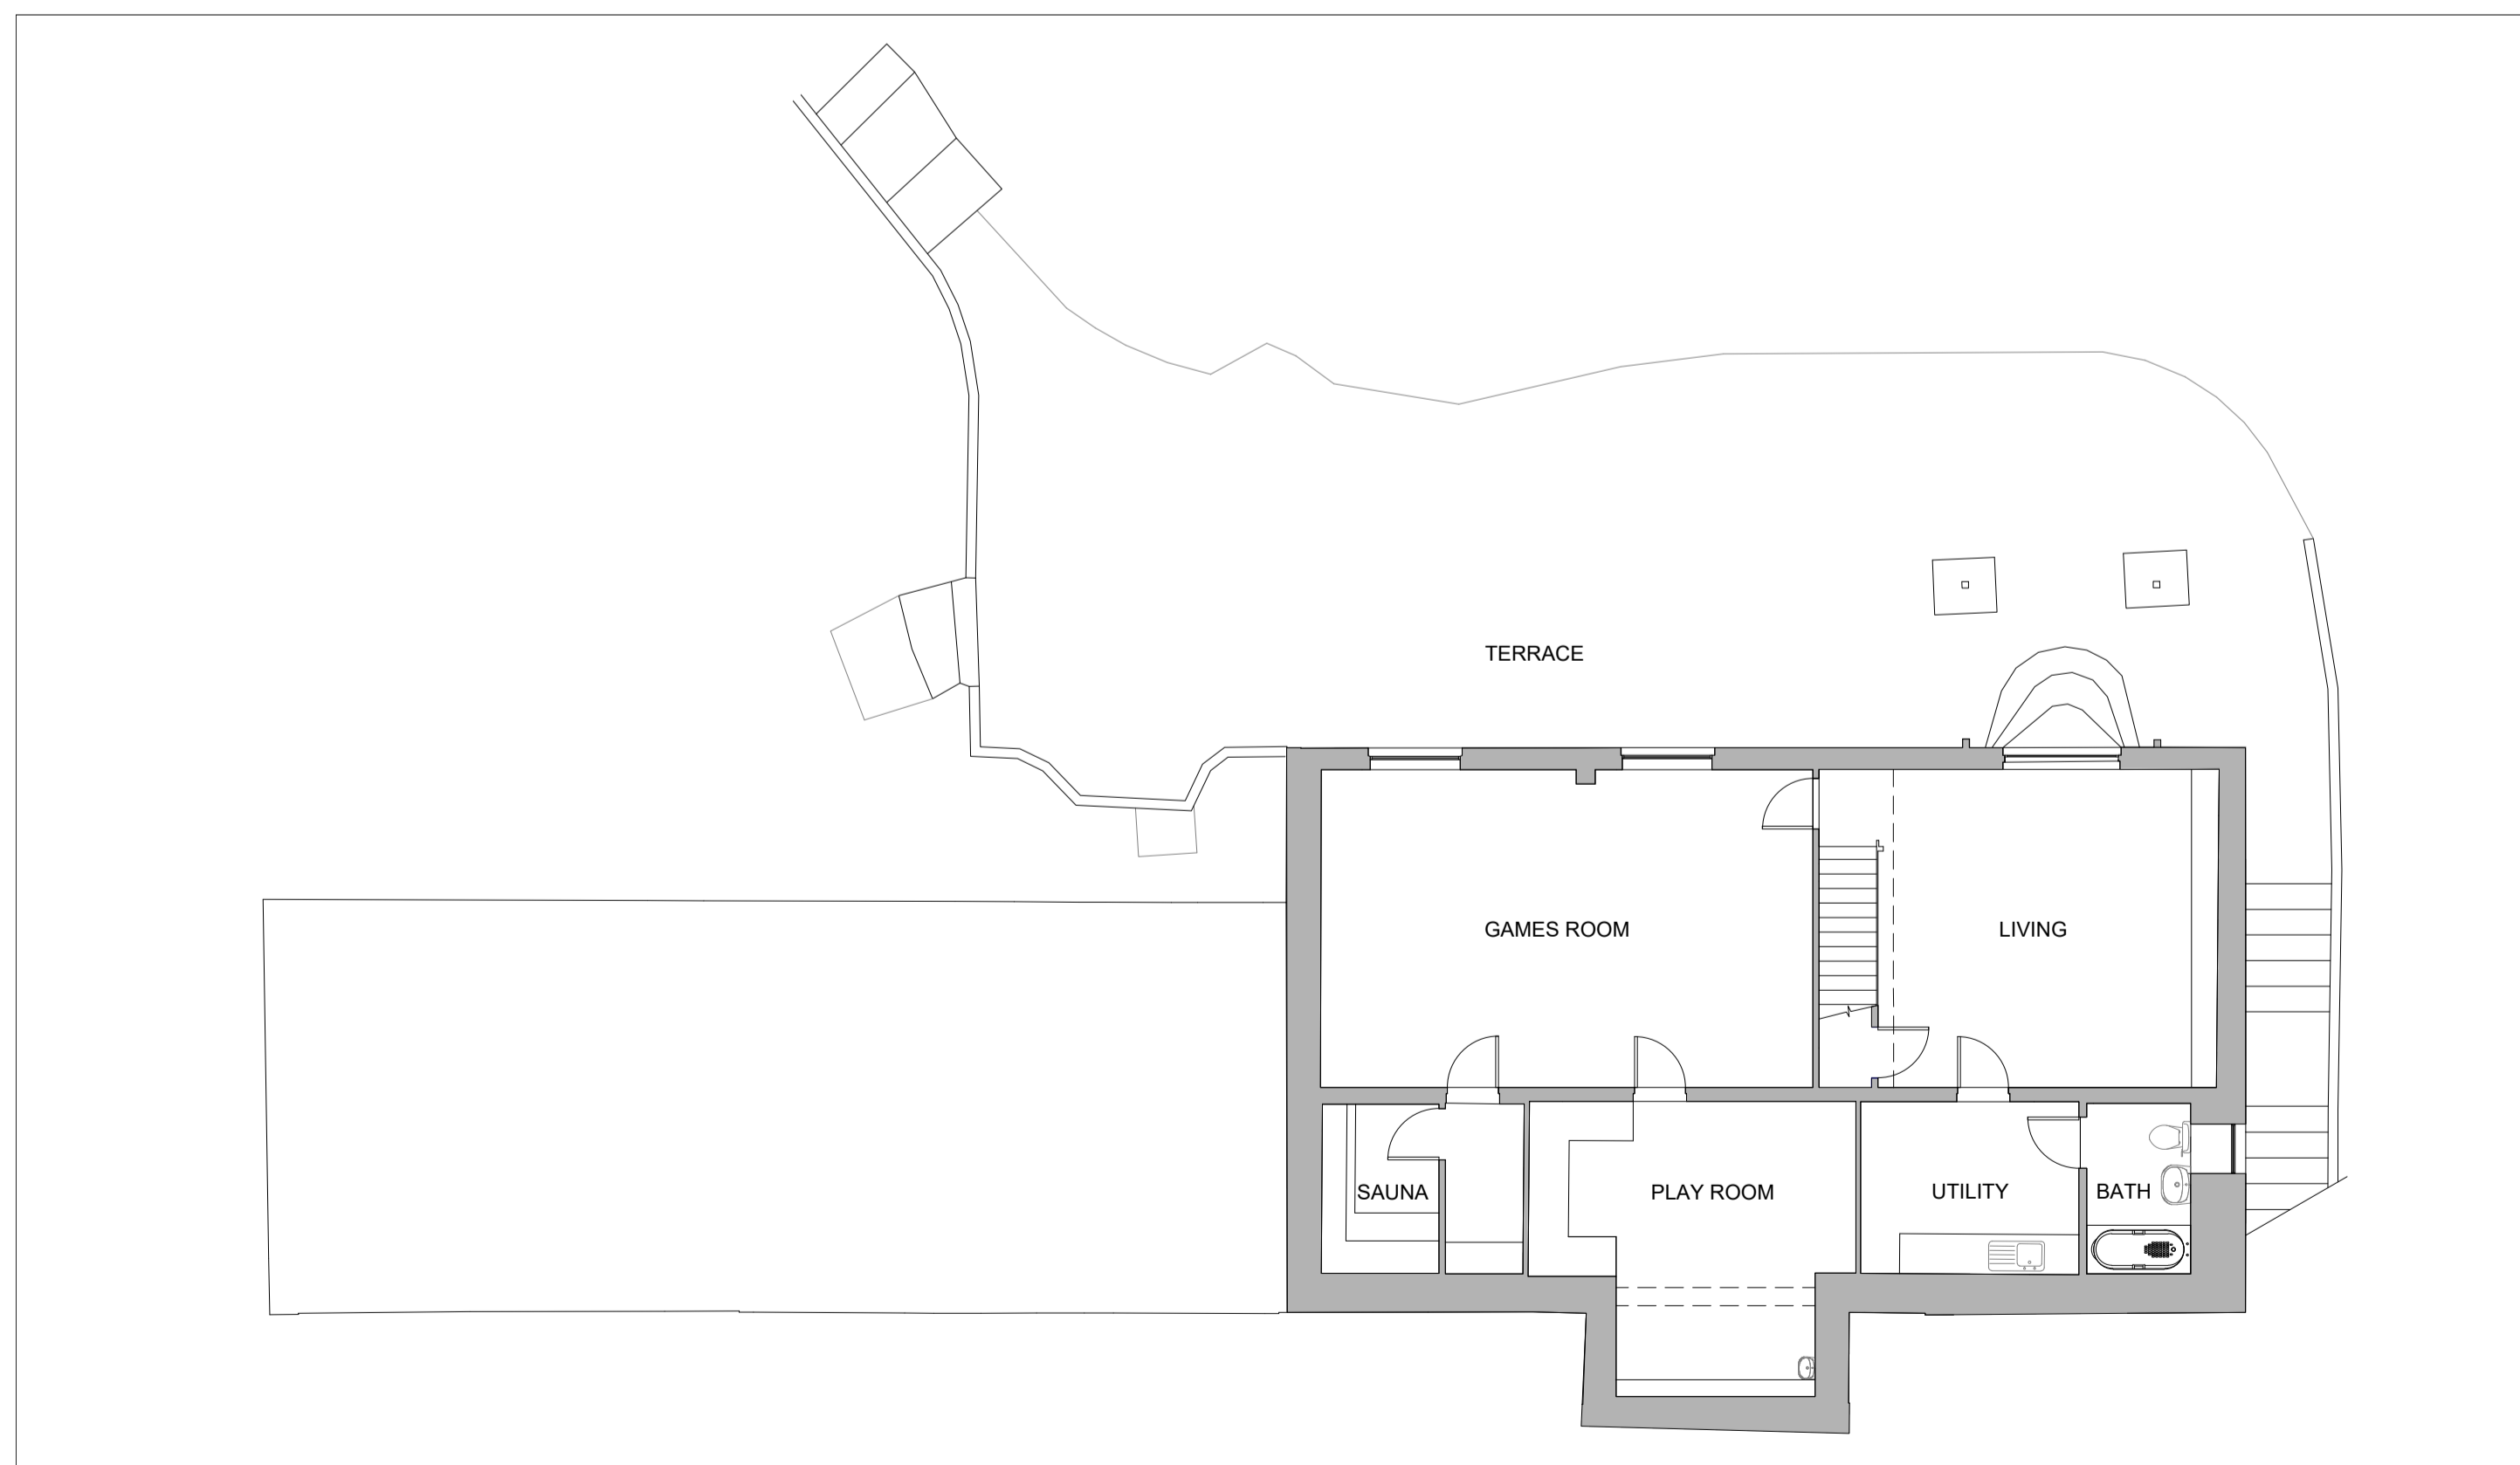 TERRACE
GAMES ROOM
LIVING
SAUNA
PLAY ROOM
UTILITY
BATH